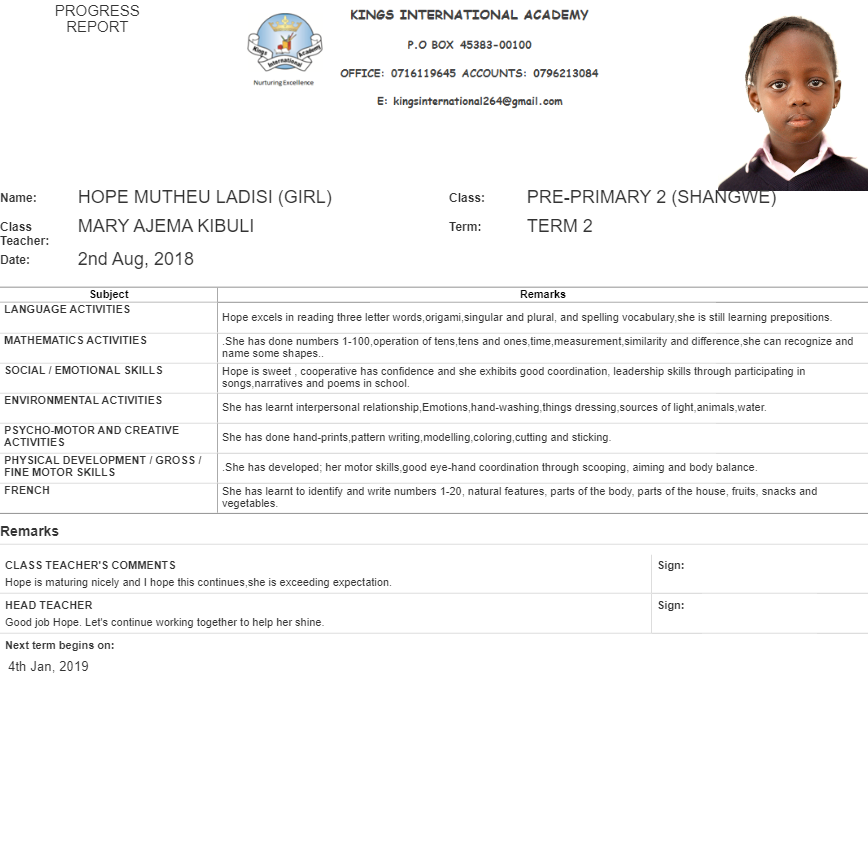 PROGRESS
REPORT
KINGS INTERNATIONAL ACADEMY
P.O BOX 45383-00100
OFFICE: 0716119645 ACCOUNTS: 0796213084
E: kingsinternational264@gmail.com
Kings International Academy
Nurturing Excellence
Name: HOPE MUTHEU LADISI (GIRL) Class: PRE-PRIMARY 2 (SHANGWE)
Class Teacher: MARY AJEMA KIBULI Term: TERM 2
Date: 2nd Aug, 2018
Subject Remarks
LANGUAGE ACTIVITIES
Hope excels in reading three letter words,origami,singular and plural, and spelling vocabulary,she is still learning prepositions.
MATHEMATICS ACTIVITIES
.She has done numbers 1-100,operation of tens,tens and ones,time,measurement,similarity and difference,she can recognize and
name some shapes..
SOCIAL / EMOTIONAL SKILLS
Hope is sweet , cooperative has confidence and she exhibits good coordination, leadership skills through participating in
songs,narratives and poems in school.
ENVIRONMENTAL ACTIVITIES
She has learnt interpersonal relationship,Emotions,hand-washing,things dressing,sources of light,animals,water.
PSYCHO-MOTOR AND CREATIVE
ACTIVITIES
She has done hand-prints,pattern writing,modelling,coloring,cutting and sticking.
PHYSICAL DEVELOPMENT / GROSS /
FINE MOTOR SKILLS
.She has developed; her motor skills,good eye-hand coordination through scooping, aiming and body balance.
FRENCH
She has learnt to identify and write numbers 1-20, natural features, parts of the body, parts of the house, fruits, snacks and
vegetables.
Remarks
CLASS TEACHER'S COMMENTS Sign:
Hope is maturing nicely and I hope this continues,she is exceeding expectation.
HEAD TEACHER Sign:
Good job Hope. Let's continue working together to help her shine.
Next term begins on:
4th Jan, 2019